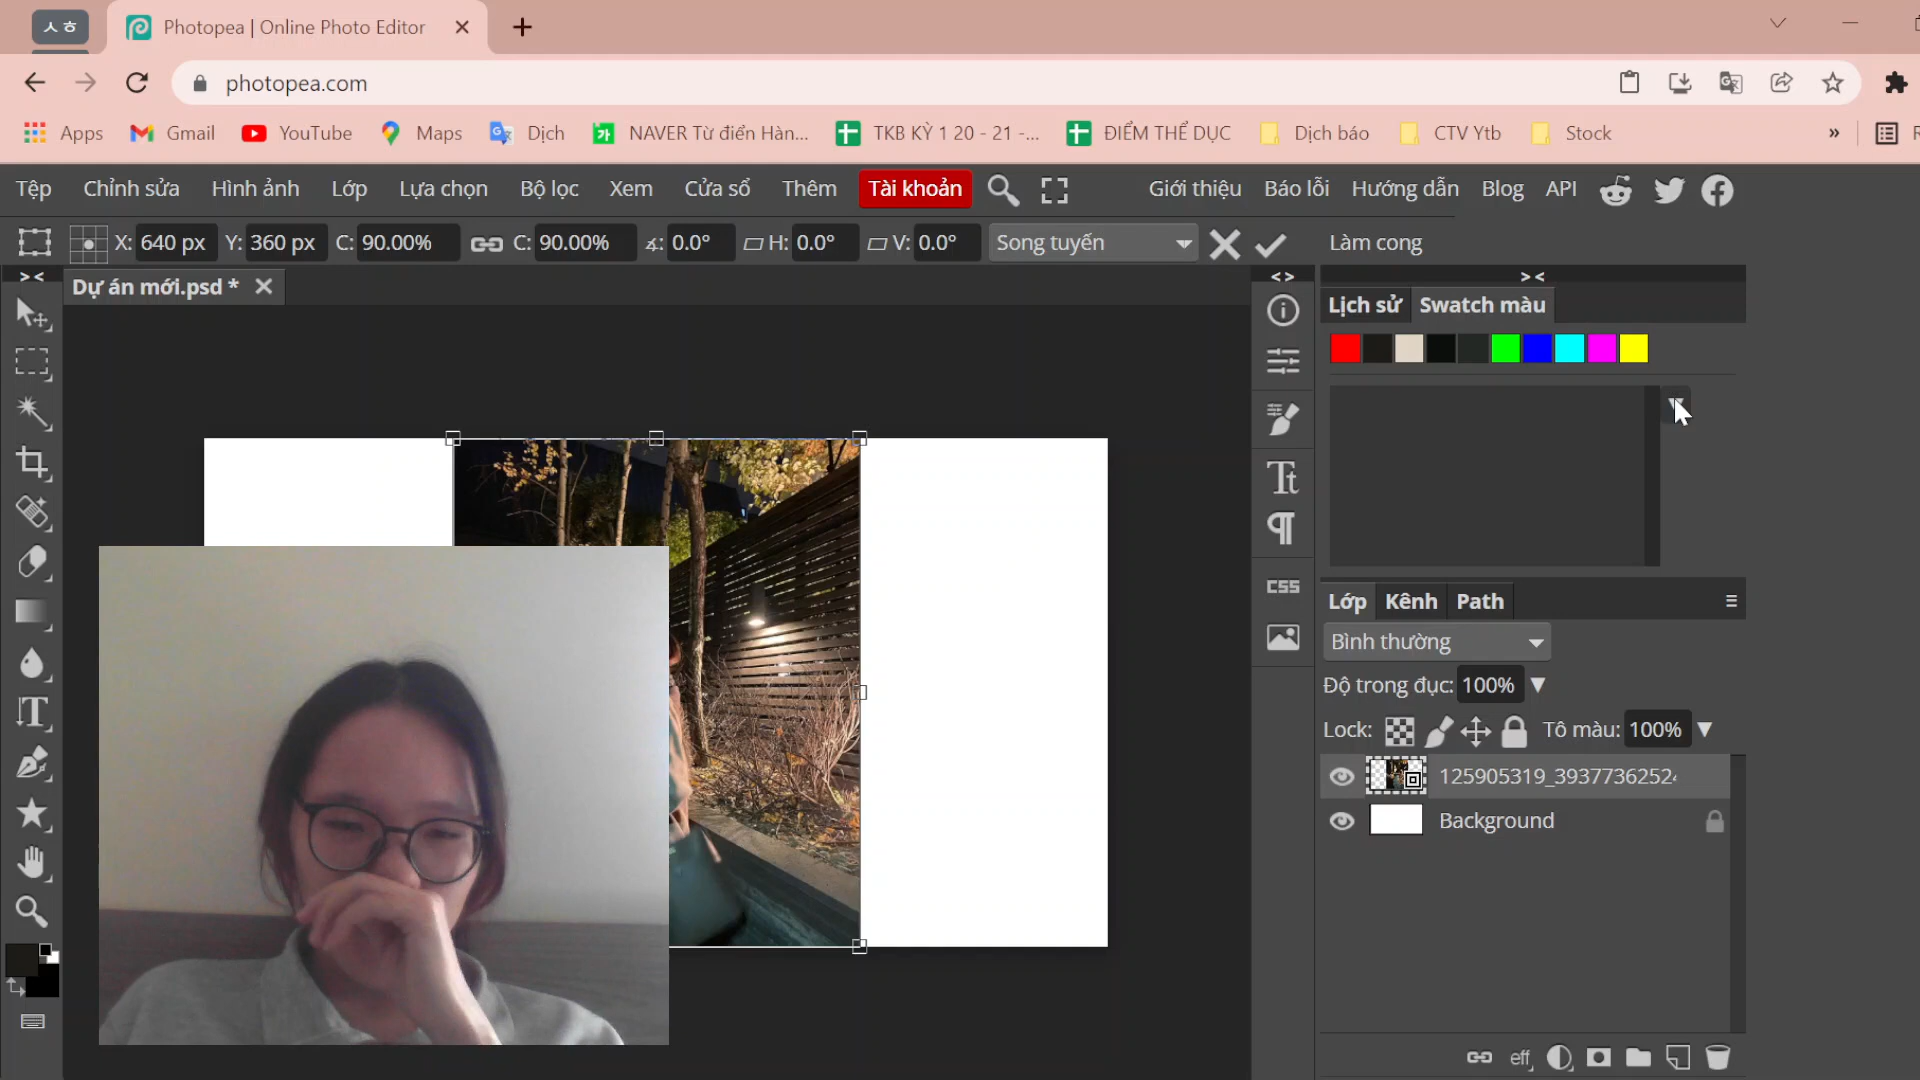 ㅅㅎ
Photopea | Online Photo Editor
photopea.com
Apps Gmail YouTube Maps Dịch NAVER Từ điển Hàn... TKB KỲ 1 20 - 21 -... ĐIỂM THỂ DỤC Dịch báo CTV Ytb Stock »
Tệp Chỉnh sửa Hình ảnh Lớp Lựa chọn Bộ lọc Xem Cửa sổ Thêm Tài khoản Giới thiệu Báo lỗi Hướng dẫn Blog API
X: 640 px Y: 360 px C: 90.00% C: 90.00% ∡: 0.0° H: 0.0° V: 0.0° Song tuyến Làm cong
> < < > > <
Dự án mới.psd *
Lịch sử Swatch màu
CSS
Lớp Kênh Path
Bình thường
Độ trong đục: 100%
Lock: Tô màu: 100%
125905319_3937736252
Background
eff